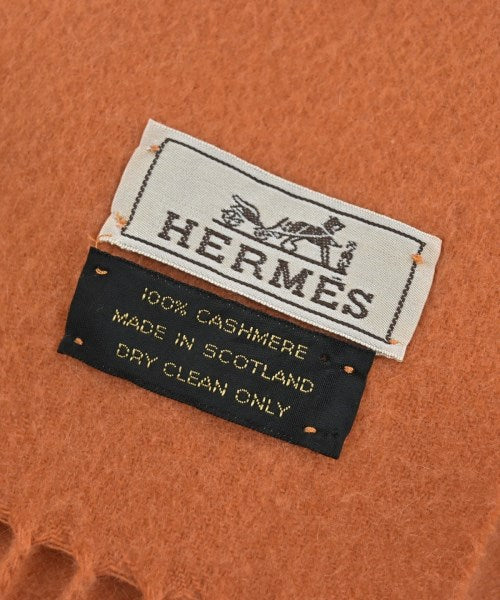 HERMÈS
100% CASHMERE
MADE IN SCOTLAND
DRY CLEAN ONLY